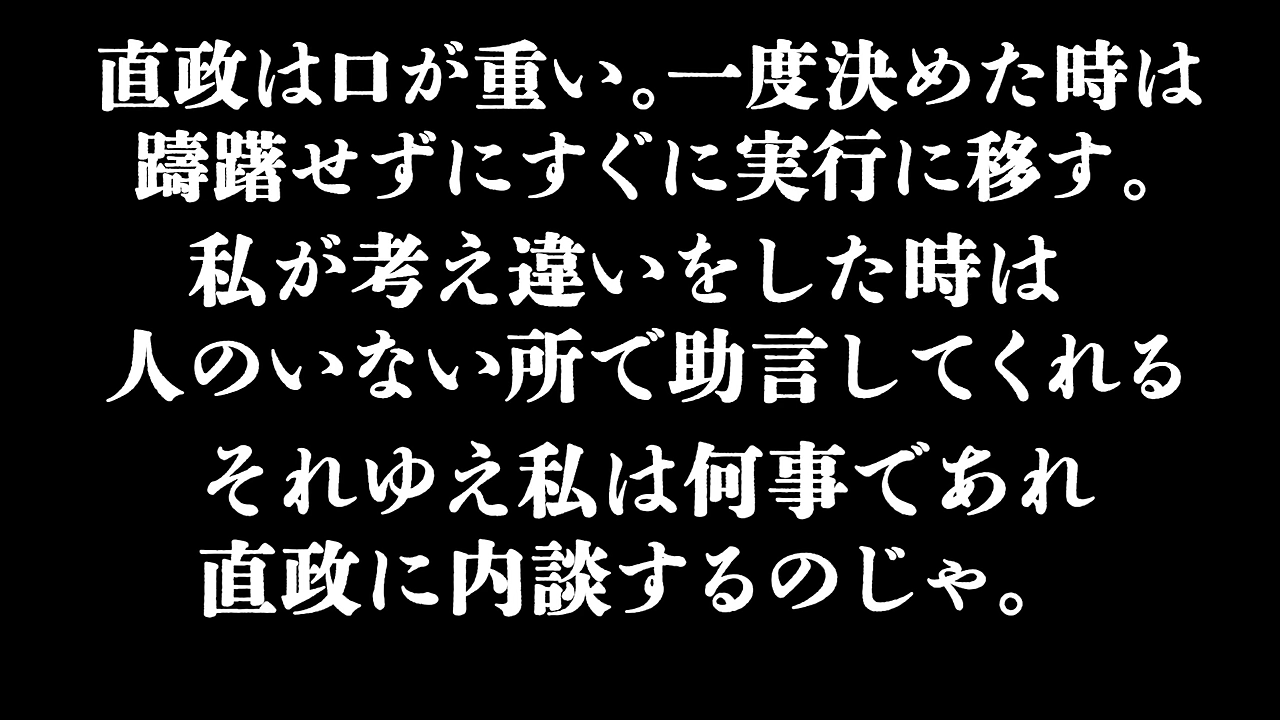 直政は口が重い。一度決めた時は
躊躇せずにすぐに実行に移す。
私が考え違いをした時は
人のいない所で助言してくれる
それゆえ私は何事であれ
直政に内談するのじゃ。